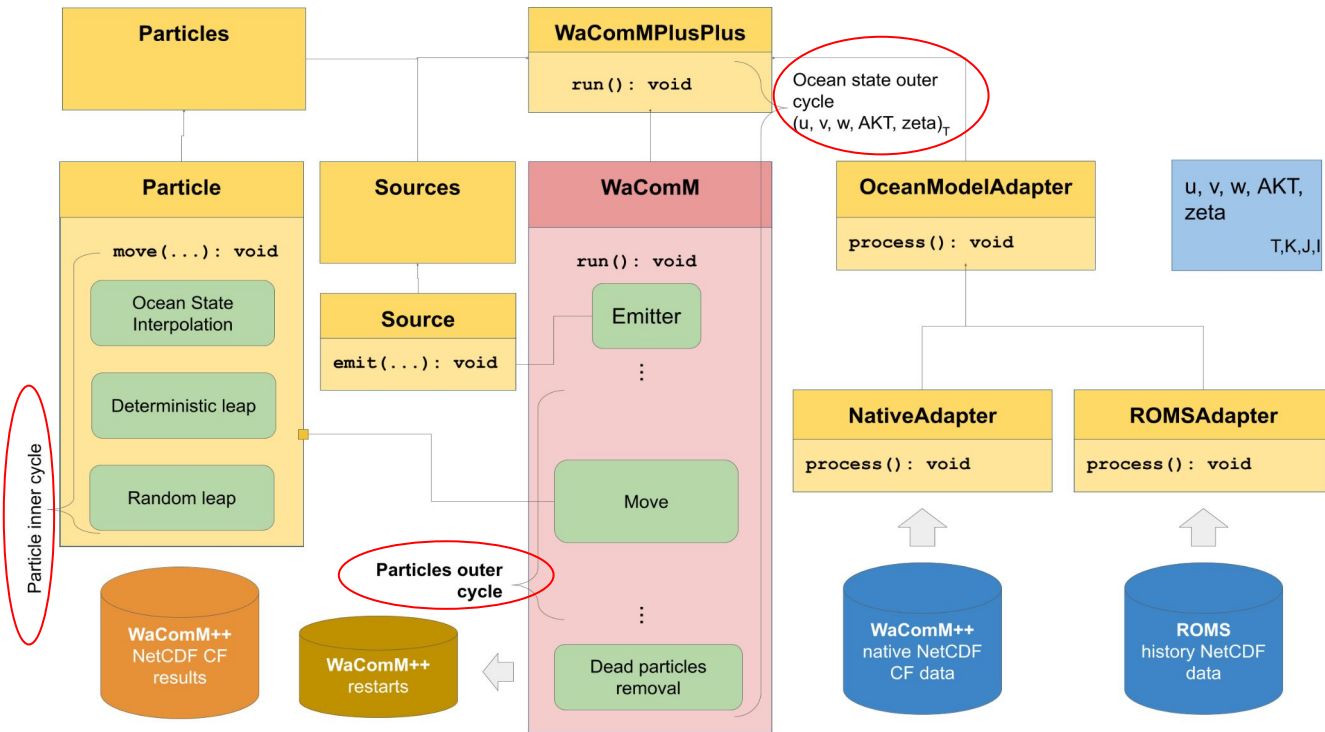 Particles
WaComMPlusPlus
run(): void
Ocean state outer
cycle
(u, v, w, AKT, zeta)T
Particle
move(...): void
Ocean State
Interpolation
Deterministic leap
Random leap
Particle inner cycle
Sources
Source
emit(...): void
WaComM
run(): void
Emitter
⋮
Move
Particles outer
cycle
⋮
Dead particles
removal
OceanModelAdapter
process(): void
u, v, w, AKT,
zeta
T,K,J,I
NativeAdapter
process(): void
ROMSAdapter
process(): void
WaComM++
NetCDF CF
results
WaComM++
restarts
WaComM++
native NetCDF
CF data
ROMS
history NetCDF
data